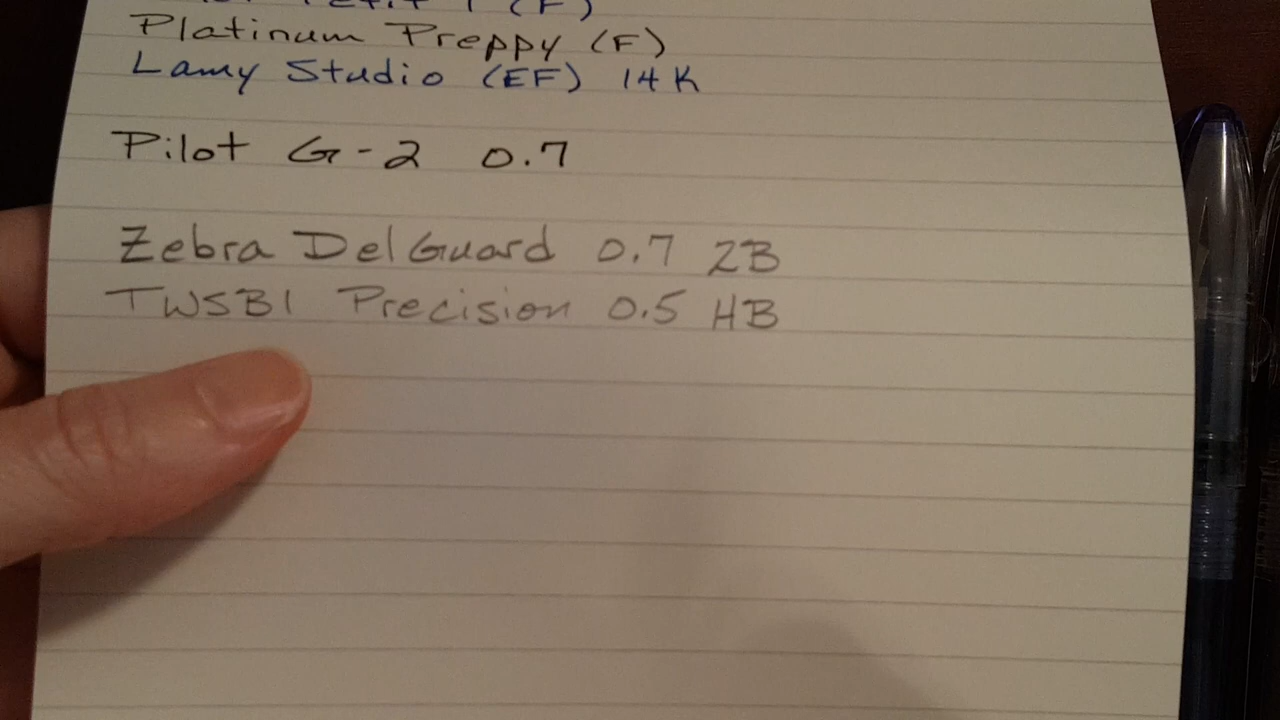 (F)
Platinum Preppy (F)
Lamy Studio (EF) 14K
Pilot G-2 0.7
Zebra DelGuard 0.7 2B
TWSBI Precision 0.5 HB